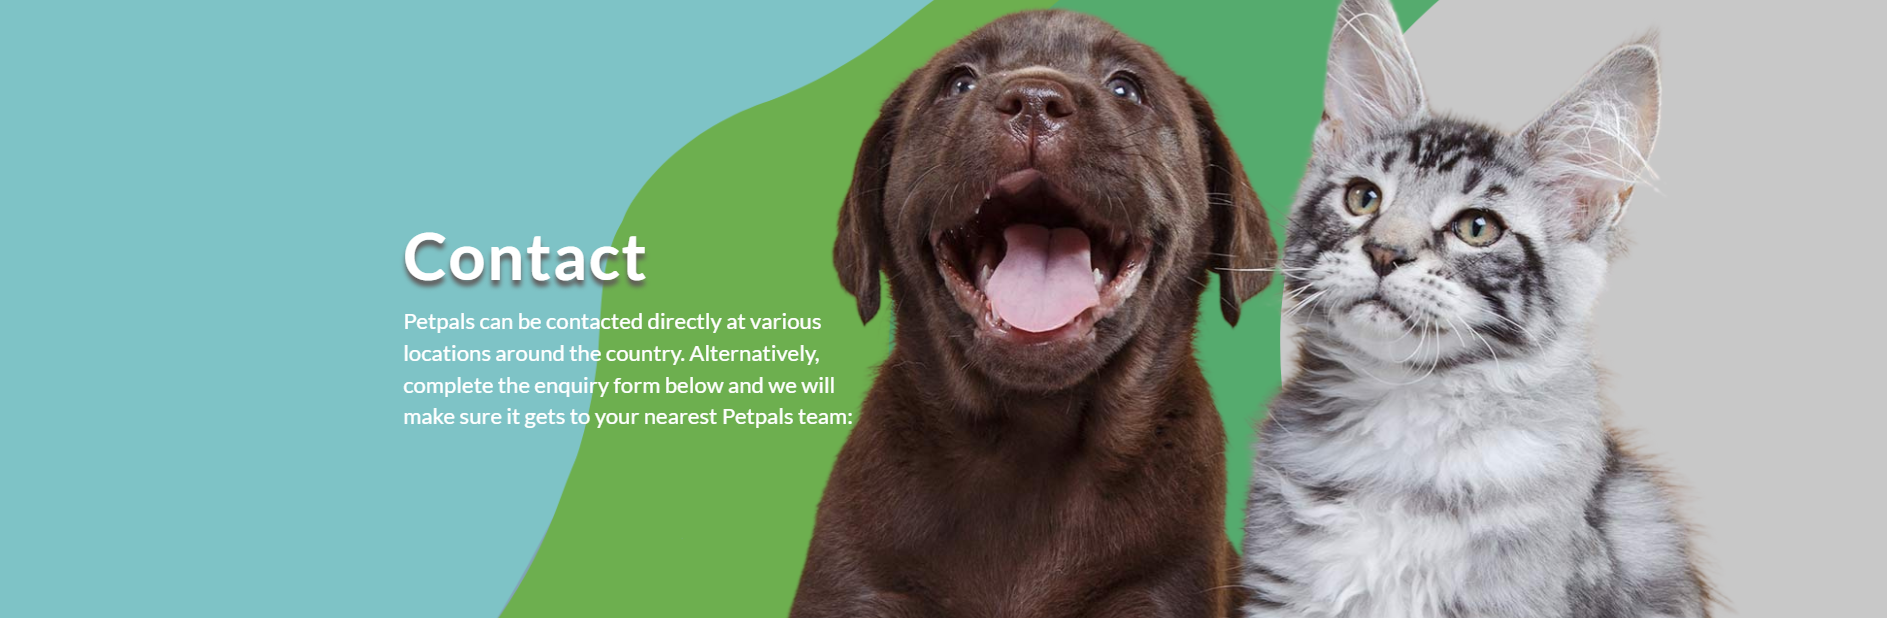 Contact
Petpals can be contacted directly at various
locations around the country. Alternatively,
complete the enquiry form below and we will
make sure it gets to your nearest Petpals team: